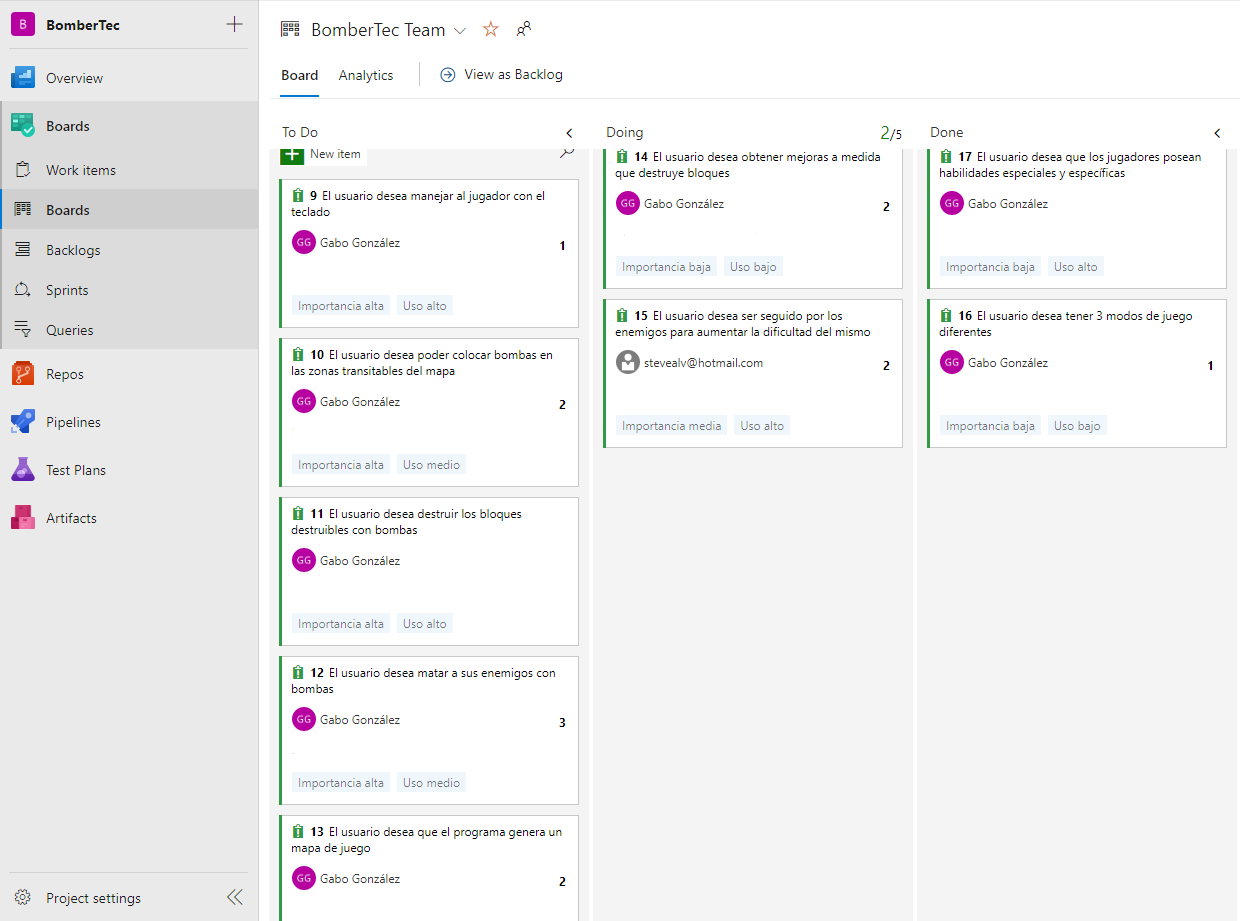 B BomberTec
Overview
Boards
Work items
Boards
Backlogs
Sprints
Queries
Repos
Pipelines
Test Plans
Artifacts
Project settings
BomberTec Team
Board Analytics View as Backlog
To Do
New item
9 El usuario desea manejar al jugador con el
teclado
GG Gabo González
1
Importancia alta Uso alto
10 El usuario desea poder colocar bombas en
las zonas transitables del mapa
GG Gabo González
2
Importancia alta Uso medio
11 El usuario desea destruir los bloques
destruibles con bombas
GG Gabo González
Importancia alta Uso alto
12 El usuario desea matar a sus enemigos con
bombas
GG Gabo González
3
Importancia alta Uso medio
13 El usuario desea que el programa genera un
mapa de juego
GG Gabo González
2
Doing 2/5
14 El usuario desea obtener mejoras a medida
que destruye bloques
GG Gabo González
2
Importancia baja Uso bajo
15 El usuario desea ser seguido por los
enemigos para aumentar la dificultad del mismo
stevealv@hotmail.com
2
Importancia media Uso alto
Done
17 El usuario desea que los jugadores posean
habilidades especiales y específicas
GG Gabo González
Importancia baja Uso alto
16 El usuario desea tener 3 modos de juego
diferentes
GG Gabo González
1
Importancia baja Uso bajo